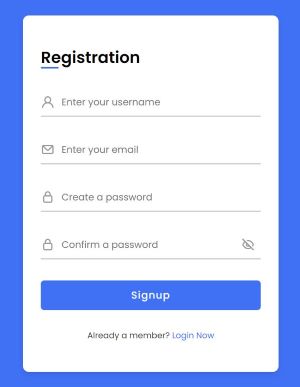 Registration
Enter your username
Enter your email
Create a password
Confirm a password
Signup
Already a member? Login Now